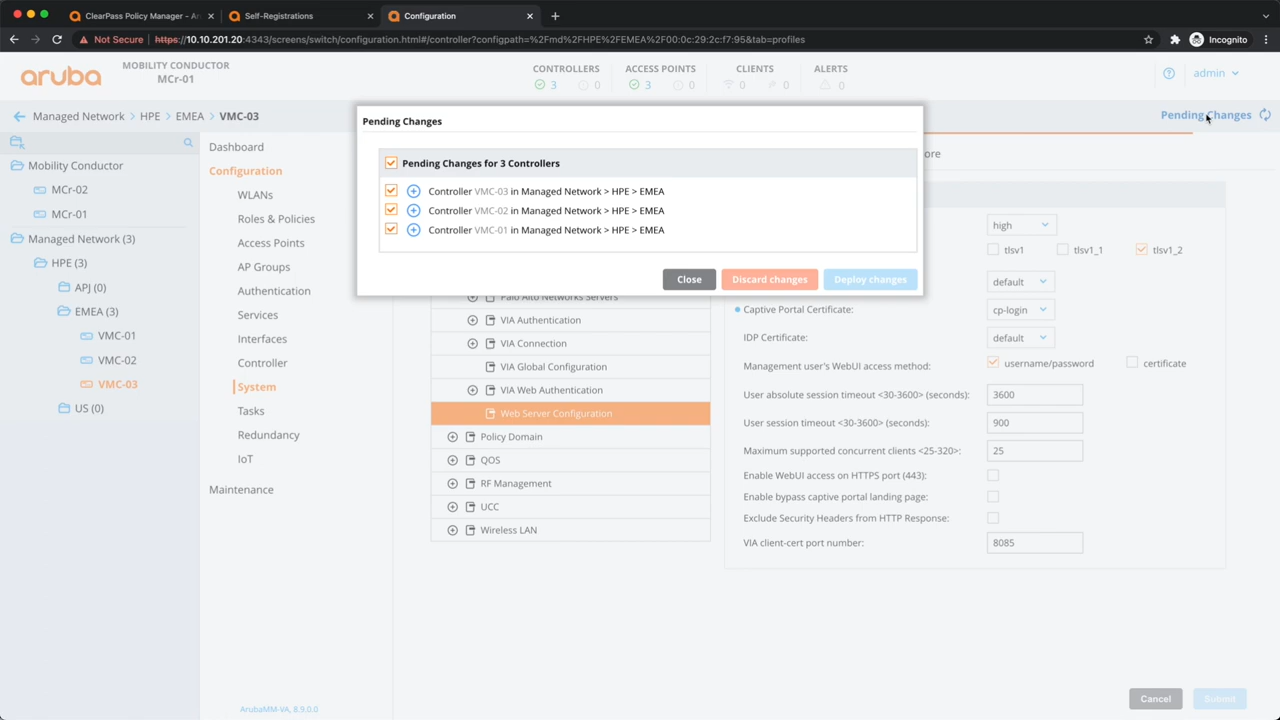 ClearPass Policy Manager - Ar
Self-Registrations
Configuration
Not Secure
https://10.10.201.20:4343/screens/switch/configuration.html#/controller?configpath=%2Fmd%2FHPE%2FEMEA%2F00:0c:29:2c:f7:95&tab=profiles
Incognito
aruba
MOBILITY CONDUCTOR
MCr-01
CONTROLLERS
3 0
ACCESS POINTS
3 0
CLIENTS
0 0
ALERTS
0
admin
Managed Network > HPE > EMEA > VMC-03
Pending Changes
Mobility Conductor
MCr-02
MCr-01
Managed Network (3)
HPE (3)
APJ (0)
EMEA (3)
VMC-01
VMC-02
VMC-03
US (0)
Dashboard
Configuration
WLANs
Roles & Policies
Access Points
AP Groups
Authentication
Services
Interfaces
Controller
System
Tasks
Redundancy
IoT
Maintenance
ArubaMM-VA, 8.9.0.0
Pending Changes
Pending Changes for 3 Controllers
Controller VMC-03 in Managed Network > HPE > EMEA
Controller VMC-02 in Managed Network > HPE > EMEA
Controller VMC-01 in Managed Network > HPE > EMEA
Close
Discard changes
Deploy changes
ore
Palo Alto Networks Servers
VIA Authentication
VIA Connection
VIA Global Configuration
VIA Web Authentication
Web Server Configuration
Policy Domain
QOS
RF Management
UCC
Wireless LAN
high
tlsv1 tlsv1_1 tlsv1_2
default
Captive Portal Certificate: cp-login
IDP Certificate: default
Management user's WebUI access method: username/password certificate
User absolute session timeout <30-3600> (seconds): 3600
User session timeout <30-3600> (seconds): 900
Maximum supported concurrent clients <25-320>: 25
Enable WebUI access on HTTPS port (443):
Enable bypass captive portal landing page:
Exclude Security Headers from HTTP Response:
VIA client-cert port number: 8085
Cancel
Submit